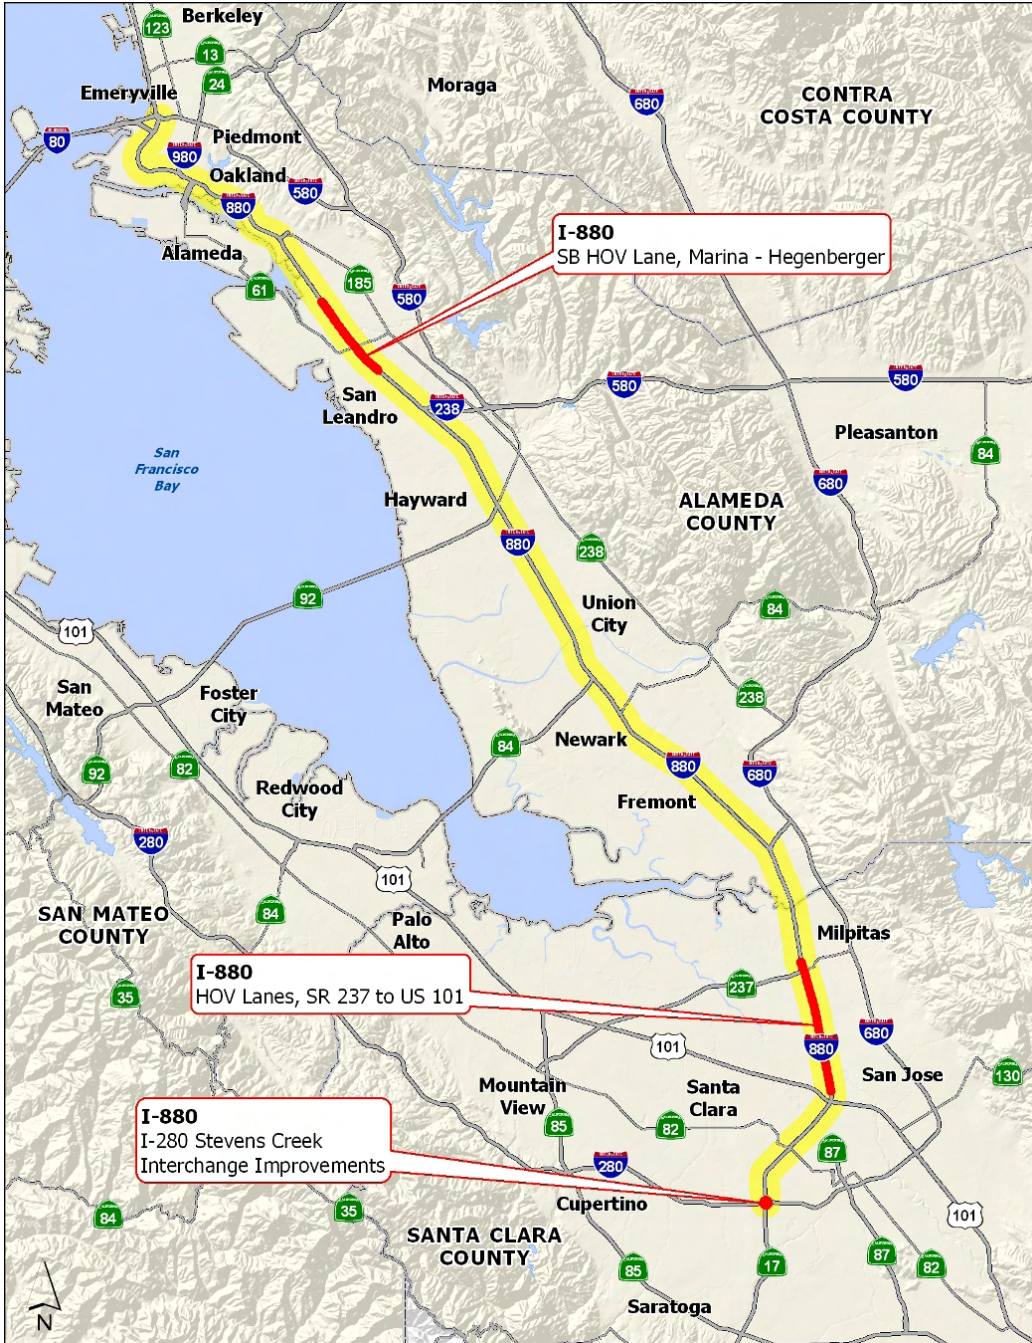 Berkeley
123
13
24
Emeryville
Moraga
680
CONTRA
COSTA COUNTY
80
Piedmont
980
Oakland
580
880
I-880
SB HOV Lane, Marina - Hegenberger
Alameda
61
185
580
San
Leandro
238
580
580
Pleasanton
84
San
Francisco
Bay
680
Hayward
ALAMEDA
COUNTY
880
238
92
Union
City
84
101
San
Mateo
Foster
City
238
Newark
84
92
82
880
680
Redwood
City
Fremont
280
101
SAN MATEO
COUNTY
84
Palo
Alto
Milpitas
I-880
HOV Lanes, SR 237 to US 101
35
237
680
101
880
San Jose
130
Mountain
View
Santa
Clara
I-880
I-280 Stevens Creek
Interchange Improvements
85
82
87
280
Cupertino
84
35
101
SANTA CLARA
COUNTY
85
17
87
82
N
Saratoga